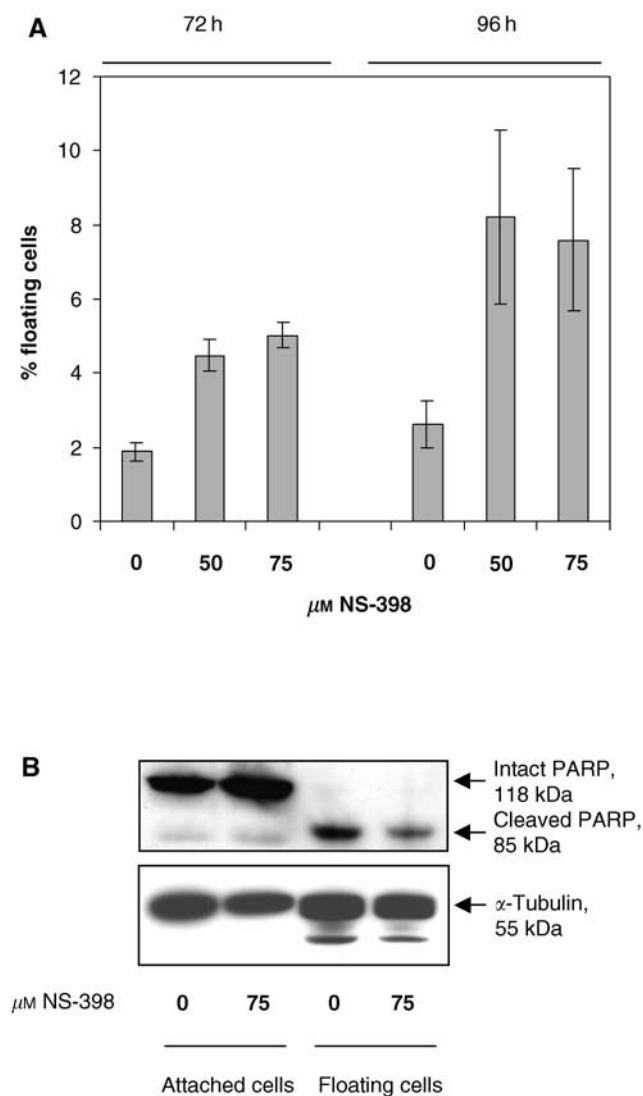 A
72 h
96 h
12
10
8
6
4
2
0
% floating cells
0
50
75
0
50
75
μM NS-398
B
Intact PARP,
118 kDa
Cleaved PARP,
85 kDa
α-Tubulin,
55 kDa
μM NS-398
0
75
0
75
Attached cells
Floating cells